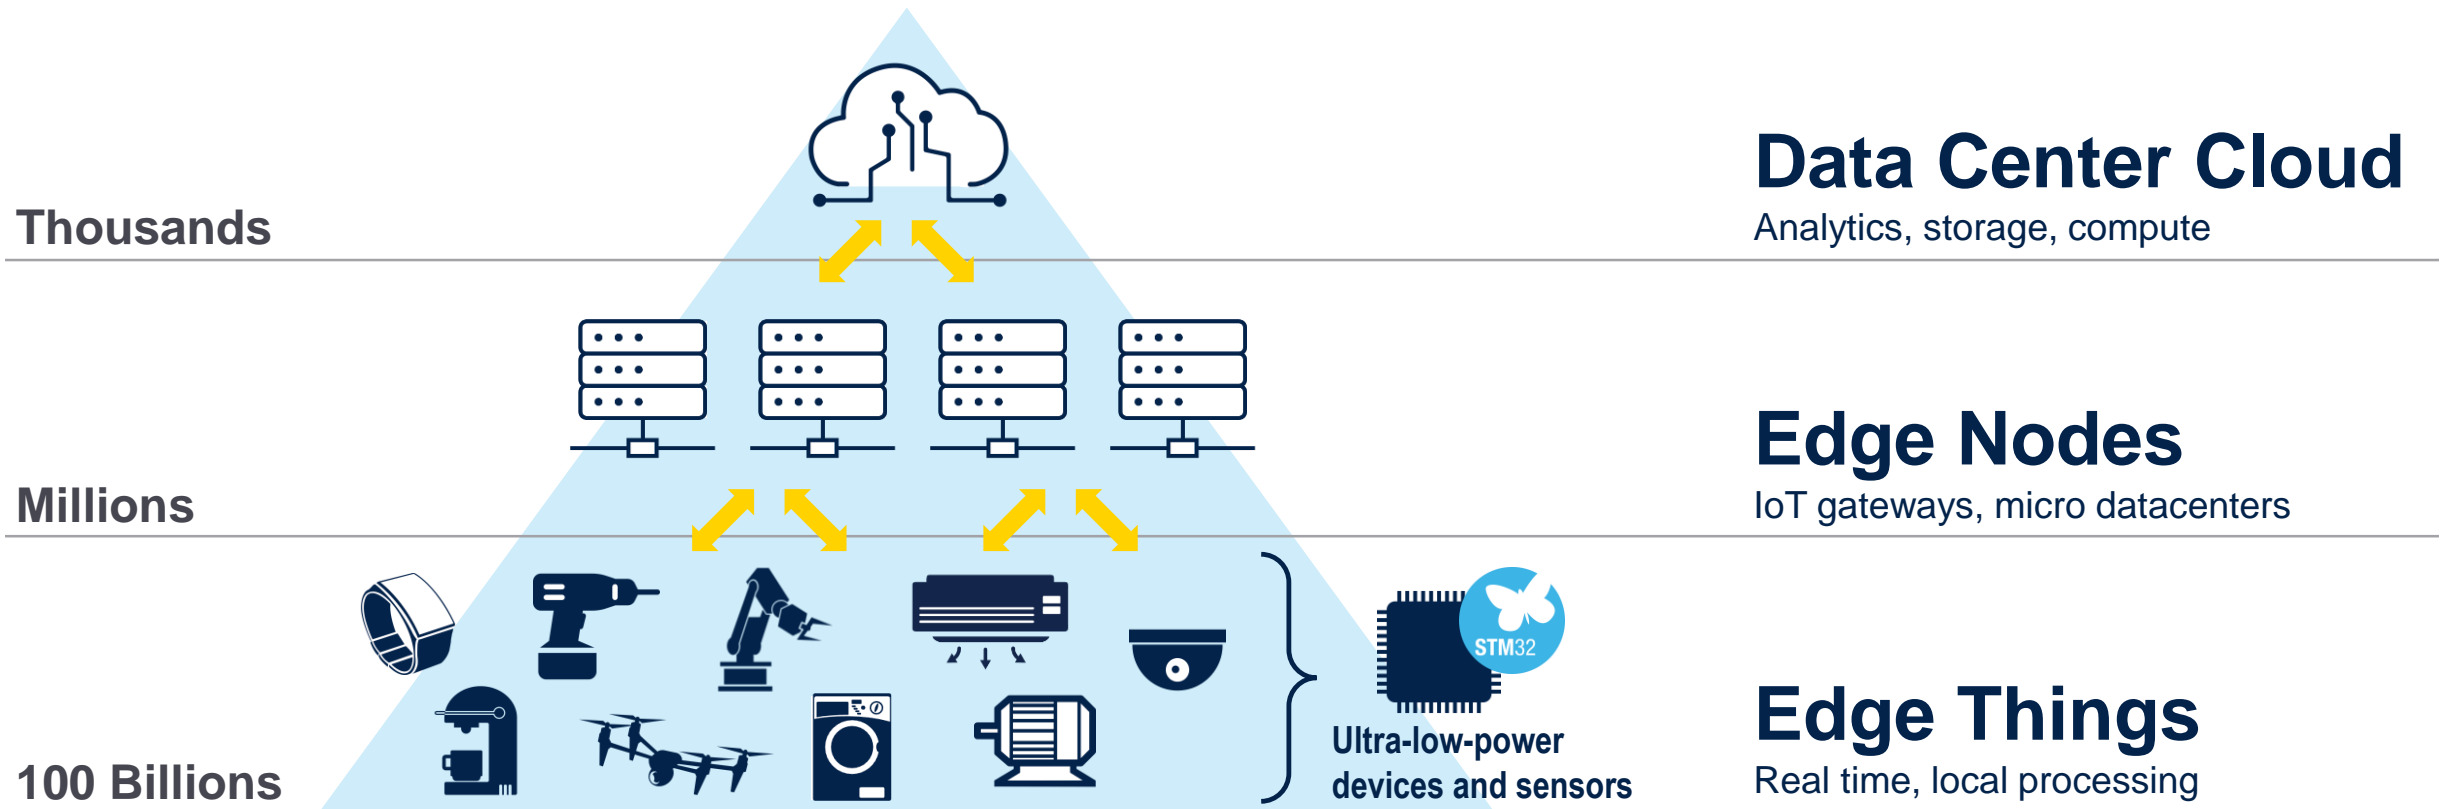 Data Center Cloud
Analytics, storage, compute
Thousands
Edge Nodes
IoT gateways, micro datacenters
Millions
STM32
Ultra-low-power
devices and sensors
Edge Things
Real time, local processing
100 Billions